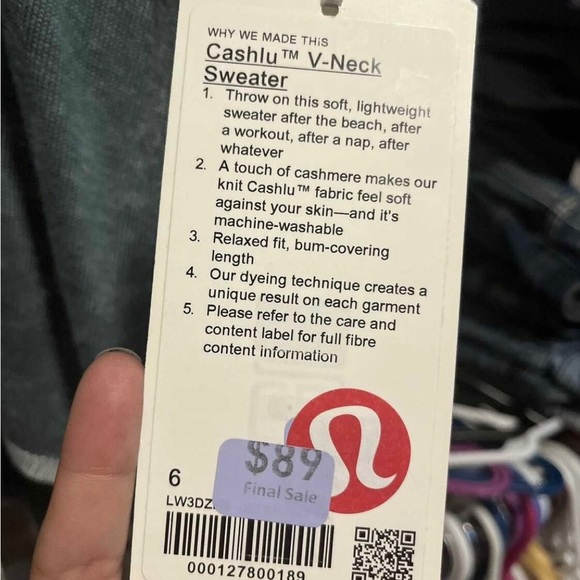 WHY WE MADE THiS
Cashlu™ V-Neck
Sweater
1. Throw on this soft, lightweight
sweater after the beach, after
a workout, after a nap, after
whatever
2. A touch of cashmere makes our
knit Cashlu™ fabric feel soft
against your skin—and it's
machine-washable
3. Relaxed fit, bum-covering
length
4. Our dyeing technique creates a
unique result on each garment
5. Please refer to the care and
content label for full fibre
content information
$89
Final Sale
6
LW3DZ
000127800189